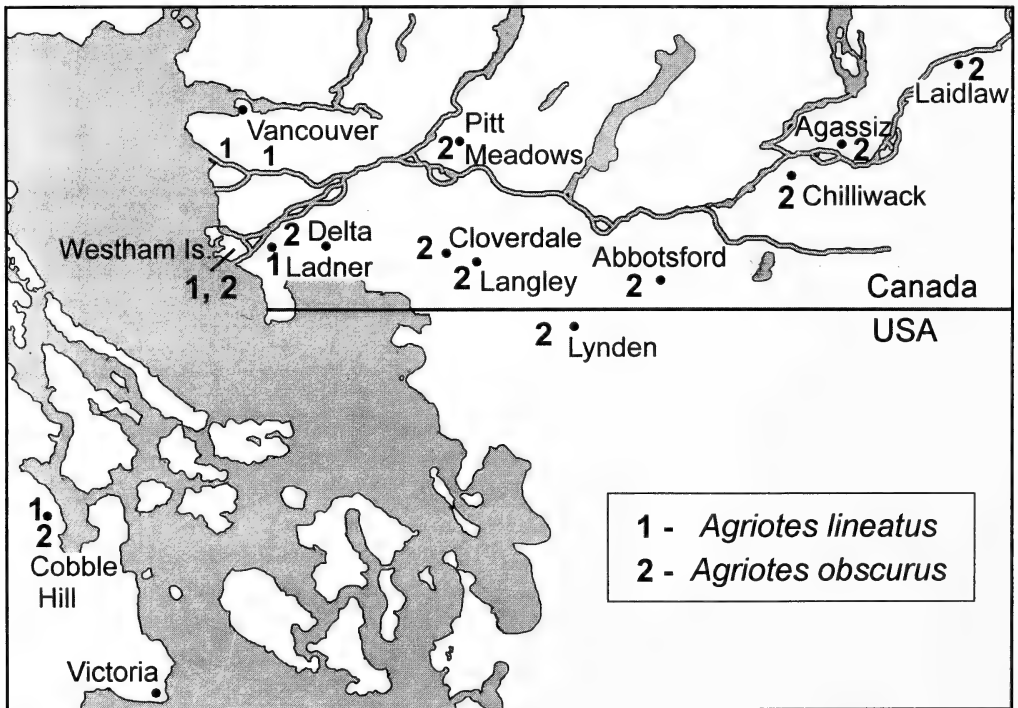 2
Laidlaw
Vancouver
1 1
Pitt
2 Meadows
Agassiz
2
2 Chilliwack
Westham Is.
1, 2
2 Delta
1 Ladner
2 Cloverdale
2 Langley
Abbotsford
2
Canada
USA
2 Lynden
1
2
Cobble
Hill
Victoria
1 - Agriotes lineatus
2 - Agriotes obscurus